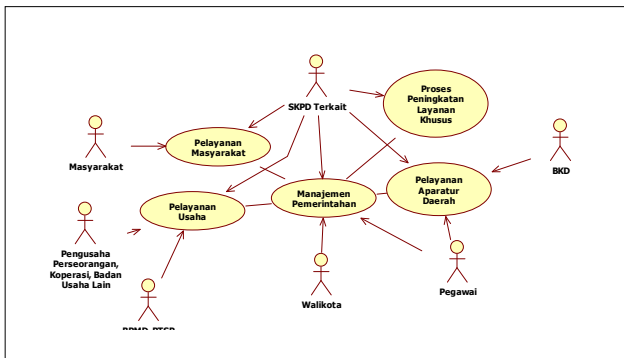 SKPD Terkait
Proses
Peningkatan
Layanan
Khusus
Masyarakat
Pelayanan
Masyarakat
BKD
Pelayanan
Aparatur
Daerah
Manajemen
Pemerintahan
Pelayanan
Usaha
Pengusaha
Perseorangan,
Koperasi, Badan
Usaha Lain
Pegawai
Walikota